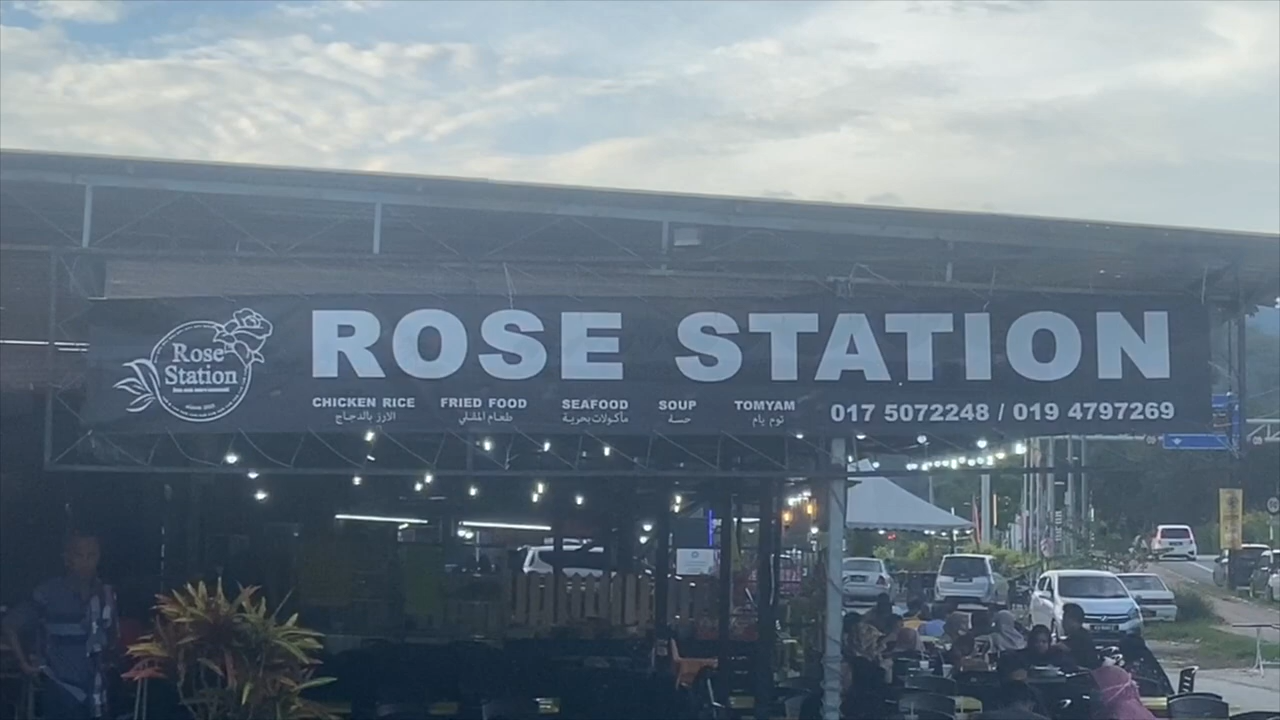 Rose
Station
ROSE STATION
CHICKEN RICE FRIED FOOD SEAFOOD SOUP TOMYAM 017 5072248 / 019 4797269
الارز بالدجاج طعام المقلي مأكولات بحرية حسة توم يام